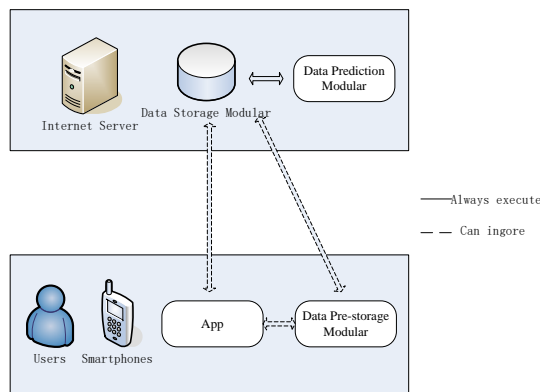 Data Prediction
Modular
Internet Server
Data Storage Modular
Always execute
Can ingore
App
Data Pre-storage
Modular
Users
Smartphones